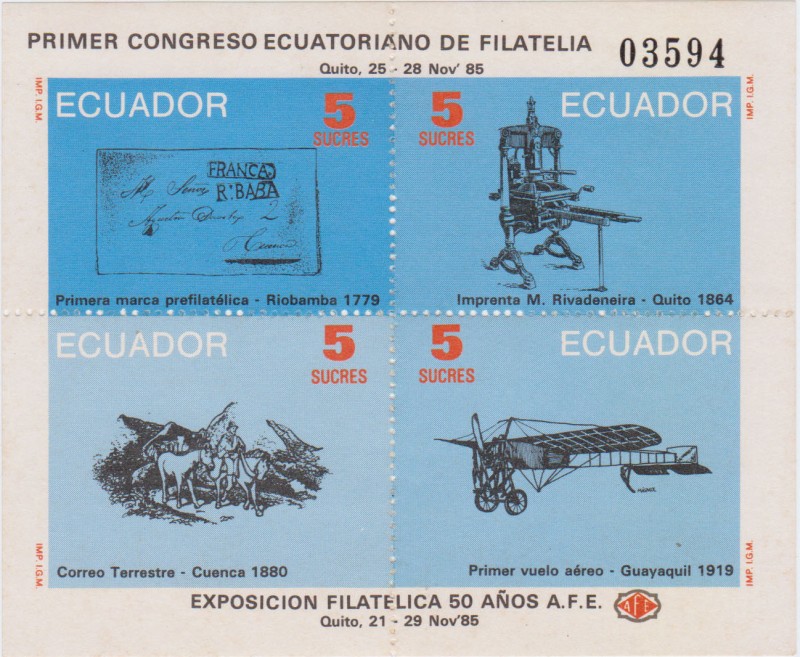 PRIMER CONGRESO ECUATORIANO DE FILATELIA
03594
Quito, 25 - 28 Nov' 85
IMP. I.G.M.
ECUADOR
5
SUCRES
FRANCA
R.BABA
Primera marca prefilatélica - Riobamba 1779
5
SUCRES
ECUADOR
IMP. I.G.M.
Imprenta M. Rivadeneira - Quito 1864
ECUADOR
5
SUCRES
IMP. I.G.M.
Correo Terrestre - Cuenca 1880
5
SUCRES
ECUADOR
Primer vuelo aéreo - Guayaquil 1919
IMP. I.G.M.
EXPOSICION FILATELICA 50 AÑOS A.F.E.
AFE
Quito, 21 - 29 Nov'85